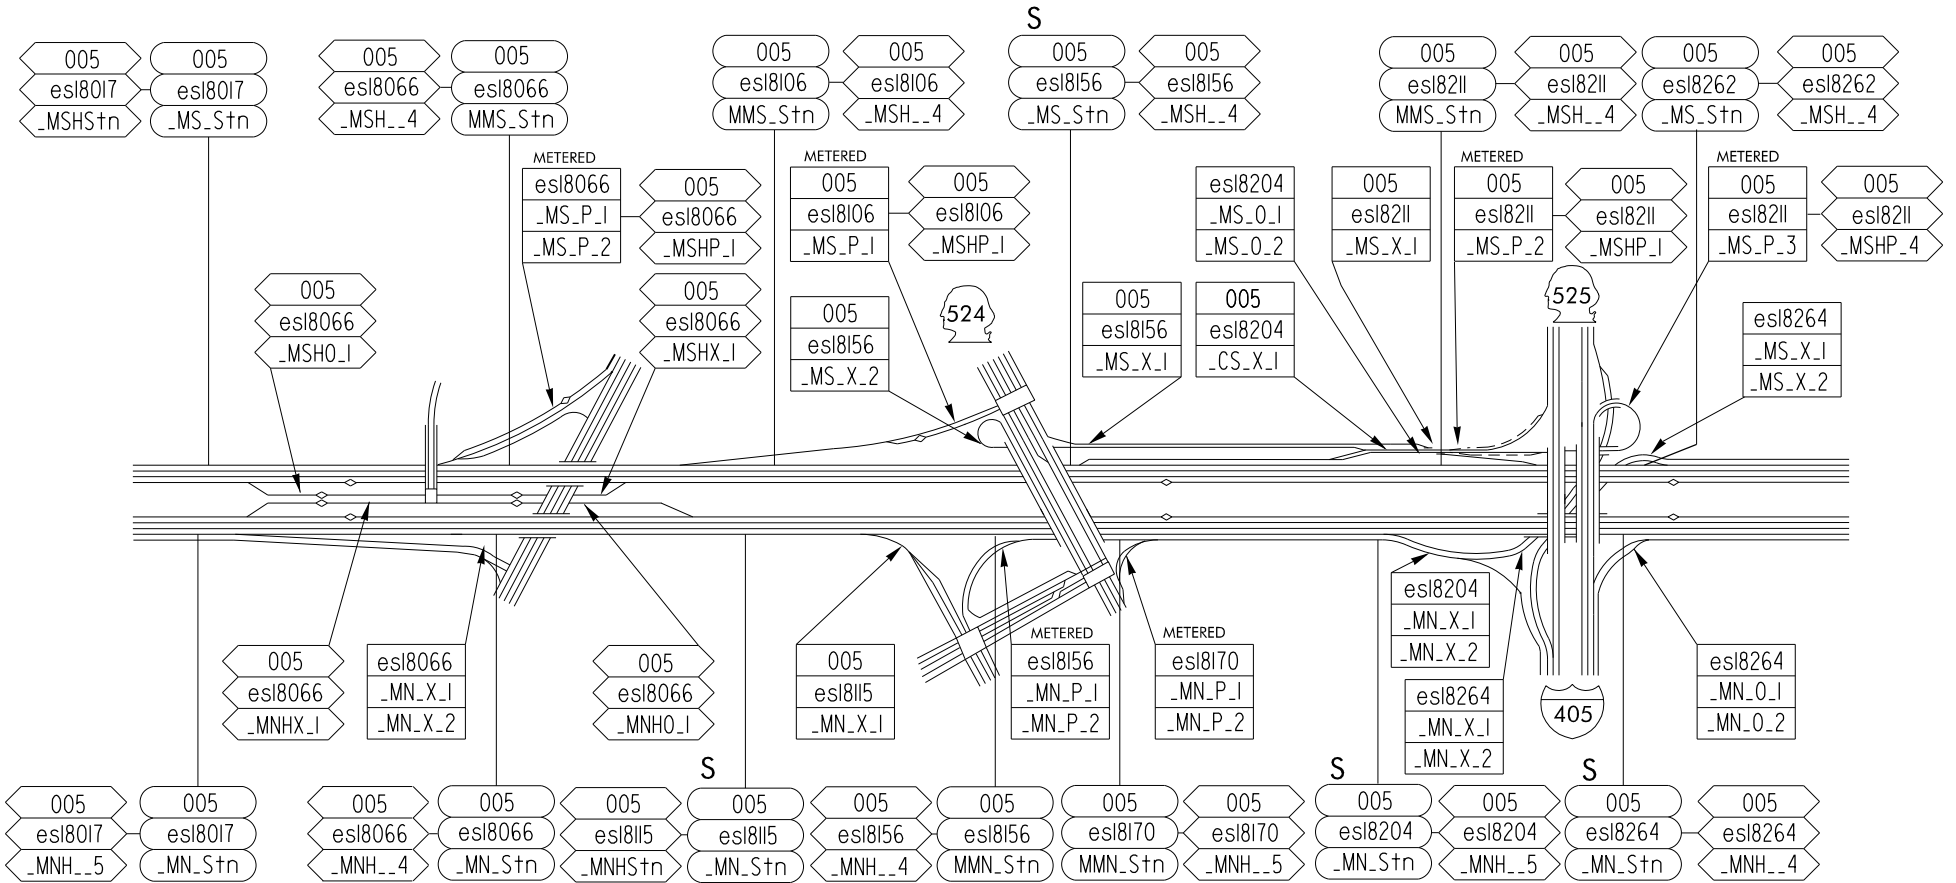 S
005
esl8017
_MSHStn
005
esl8017
_MS_Stn
005
esl8066
_MSH__4
005
esl8066
MMS_Stn
005
esl8106
MMS_Stn
005
esl8106
_MSH__4
005
esl8156
_MS_Stn
005
esl8156
_MSH__4
005
esl8211
MMS_Stn
005
esl8211
_MSH__4
005
esl8262
_MS_Stn
005
esl8262
_MSH__4
METERED
esl8066
_MS_P_1
_MS_P_2
005
esl8066
_MSHP_1
METERED
005
esl8106
_MS_P_1
005
esl8106
_MSHP_1
esl8204
_MS_O_1
_MS_O_2
005
esl8211
_MS_X_1
METERED
005
esl8211
_MS_P_2
005
esl8211
_MSHP_1
METERED
005
esl8211
_MS_P_3
005
esl8211
_MSHP_4
005
esl8066
_MSHO_1
005
esl8066
_MSHX_1
005
esl8156
_MS_X_2
524
005
esl8156
_MS_X_1
005
esl8204
_CS_X_1
525
esl8264
_MS_X_1
_MS_X_2
005
esl8066
_MNHX_1
esl8066
_MN_X_1
_MN_X_2
005
esl8066
_MNHO_1
005
esl8115
_MN_X_1
METERED
esl8156
_MN_P_1
_MN_P_2
METERED
esl8170
_MN_P_1
_MN_P_2
esl8204
_MN_X_1
_MN_X_2
esl8264
_MN_X_1
_MN_X_2
405
esl8264
_MN_O_1
_MN_O_2
005
esl8017
_MNH__5
005
esl8017
_MN_Stn
005
esl8066
_MNH__4
005
esl8066
_MN_Stn
005
esl8115
_MNHStn
S
005
esl8115
_MN_Stn
005
esl8156
_MNH__4
005
esl8156
MMN_Stn
005
esl8170
MMN_Stn
005
esl8170
_MNH__5
S
005
esl8204
_MN_Stn
005
esl8204
_MNH__5
S
005
esl8264
_MN_Stn
005
esl8264
_MNH__4